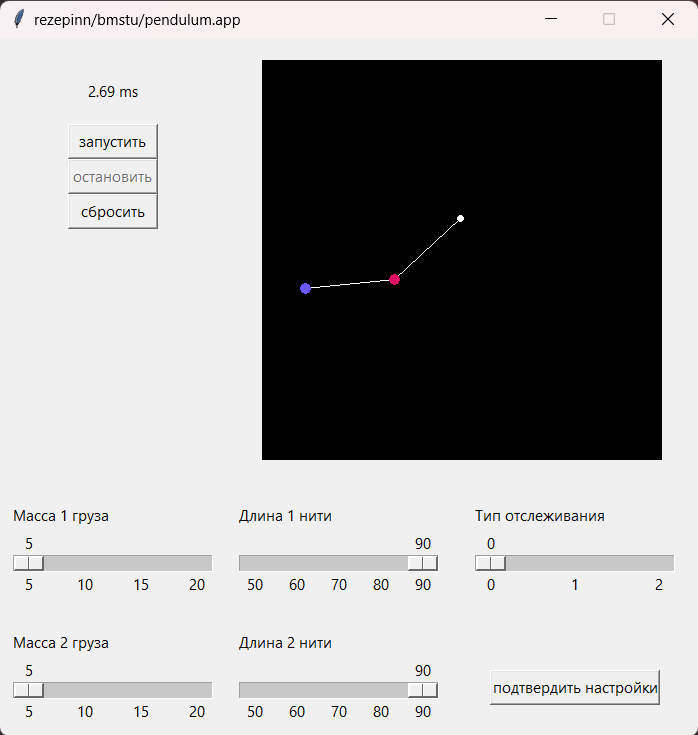 rezepinn/bmstu/pendulum.app
2.69 ms
запустить
остановить
сбросить
Масса 1 груза
Длина 1 нити
Тип отслеживания
5
90
0
5 10 15 20
50 60 70 80 90
0 1 2
Масса 2 груза
Длина 2 нити
5
90
подтвердить настройки
5 10 15 20
50 60 70 80 90